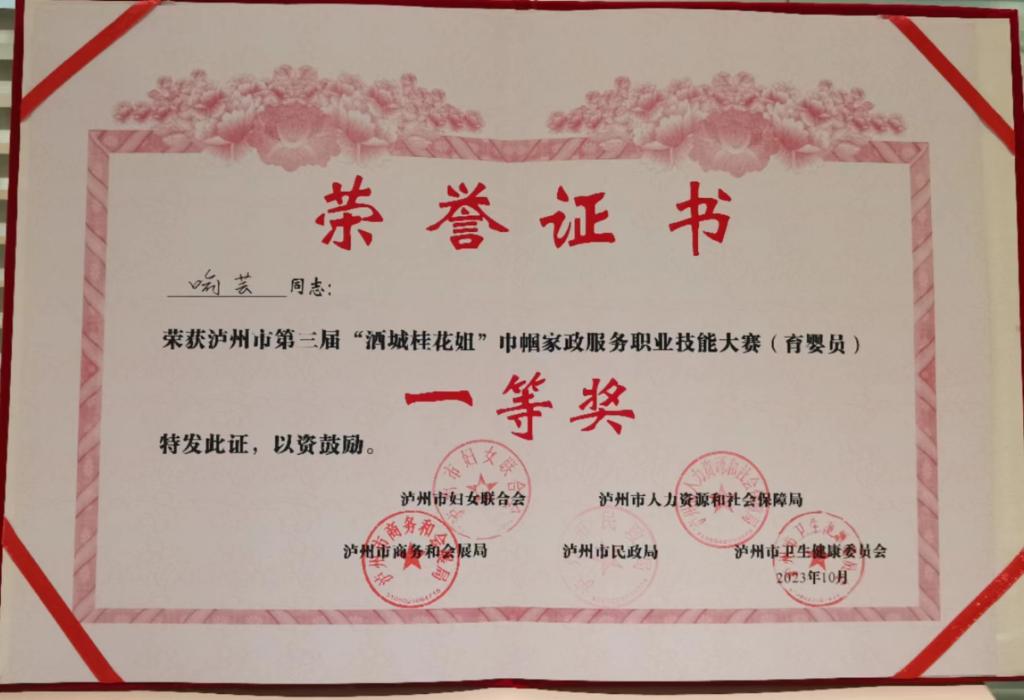 荣誉证书
喻芸 同志：
荣获泸州市第三届“酒城桂花姐”巾帼家政服务职业技能大赛（育婴员）
一等奖
特发此证，以资鼓励。
泸州市妇女联合会 泸州市人力资源和社会保障局
泸州市商务和会展局 泸州市民政局 泸州市卫生健康委员会
2023年10月